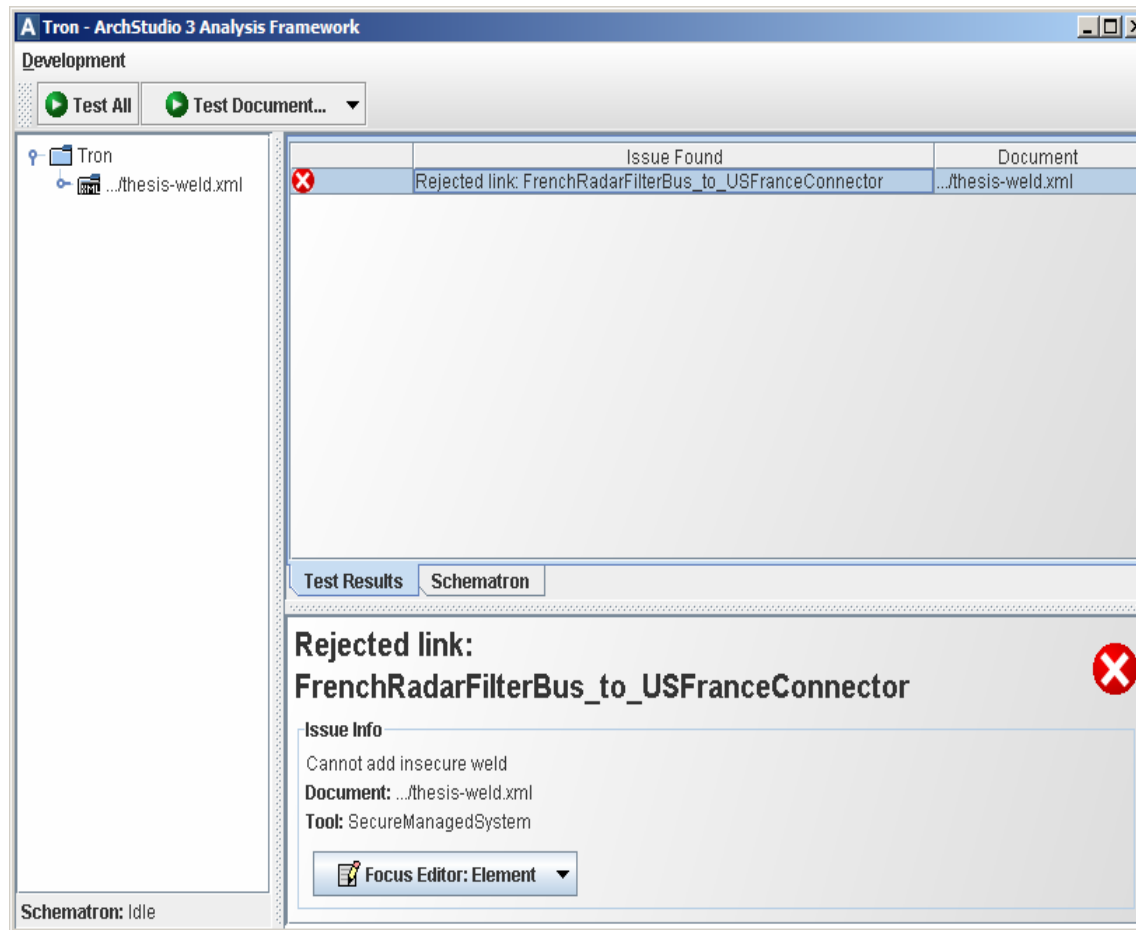 A Tron - ArchStudio 3 Analysis Framework
Development
Test All
Test Document...
Tron
XML .../thesis-weld.xml
Issue Found Document
Rejected link: FrenchRadarFilterBus_to_USFranceConnector .../thesis-weld.xml
Test Results Schematron
Rejected link:
FrenchRadarFilterBus_to_USFranceConnector
Issue Info
Cannot add insecure weld
Document: .../thesis-weld.xml
Tool: SecureManagedSystem
Focus Editor: Element
Schematron: Idle